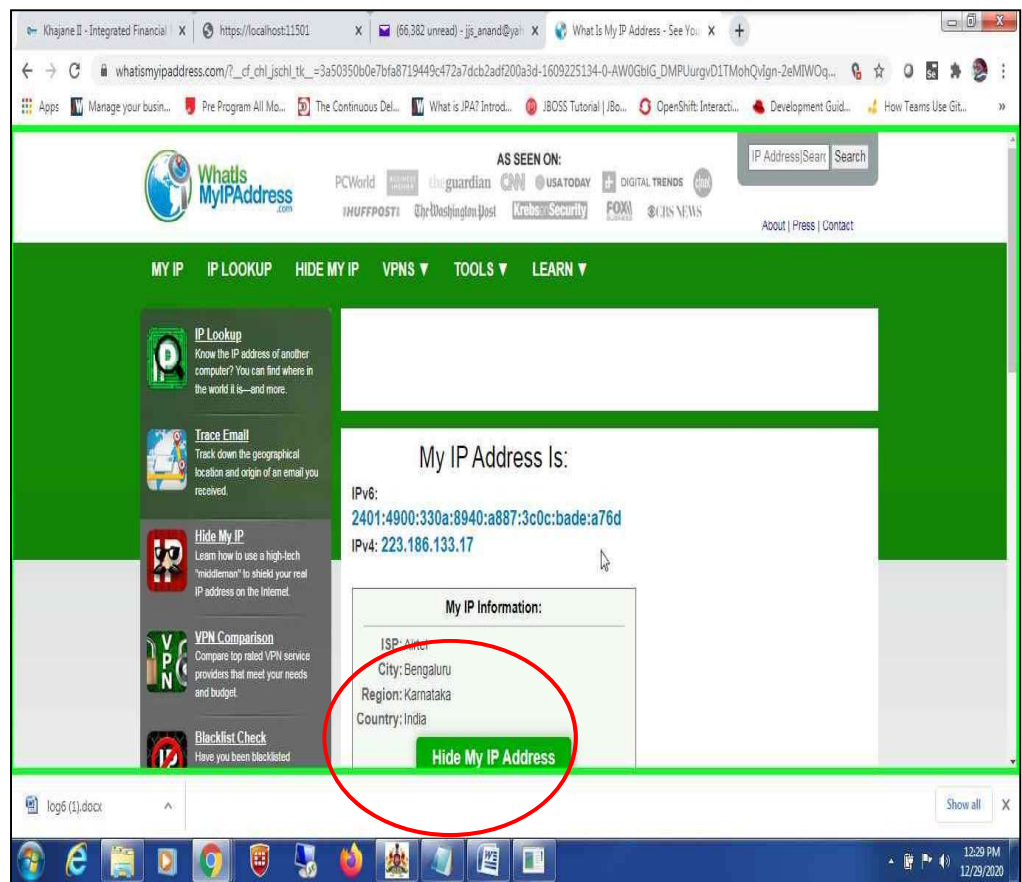 Khajane II - Integrated Financial
https://localhost:11501
(66,382 unread) - jjs_anand@yah
What Is My IP Address - See You
whatismyipaddress.com/?__cf_chl_jschl_tk__=3a50350b0e7bfa8719449c472a7dcb2adf200a3d-1609225134-0-AW0GbIG_DMPUurgvD1TMohQvIgn-2eMIWOq...
Apps
Manage your busin...
Pre Program All Mo...
The Continuous Del...
What is JPA? Introd...
JBOSS Tutorial | JBo...
OpenShift: Interacti...
Development Guid...
How Teams Use Git...
WhatIs
MyIPAddress
.com
AS SEEN ON:
PCWorld
BUSINESS INSIDER
theguardian
CNN
USA TODAY
DIGITAL TRENDS
cnet
IHUFFPOSTI
The Washington Post
KrebsonSecurity
FOX BUSINESS
CBS NEWS
IP Address|Searc
Search
About | Press | Contact
MY IP
IP LOOKUP
HIDE MY IP
VPNS ▼
TOOLS ▼
LEARN ▼
IP Lookup
Know the IP address of another
computer? You can find where in
the world it is—and more.
Trace Email
Track down the geographical
location and origin of an email you
received.
Hide My IP
Learn how to use a high-tech
"middleman" to shield your real
IP address on the Internet.
VPN Comparison
Compare top rated VPN service
providers that meet your needs
and budget.
Blacklist Check
Have you been blacklisted
My IP Address Is:
IPv6:
2401:4900:330a:8940:a887:3c0c:bade:a76d
IPv4: 223.186.133.17
My IP Information:
ISP: Airtel
City: Bengaluru
Region: Karnataka
Country: India
Hide My IP Address
log6 (1).docx
Show all
12:29 PM
12/29/2020